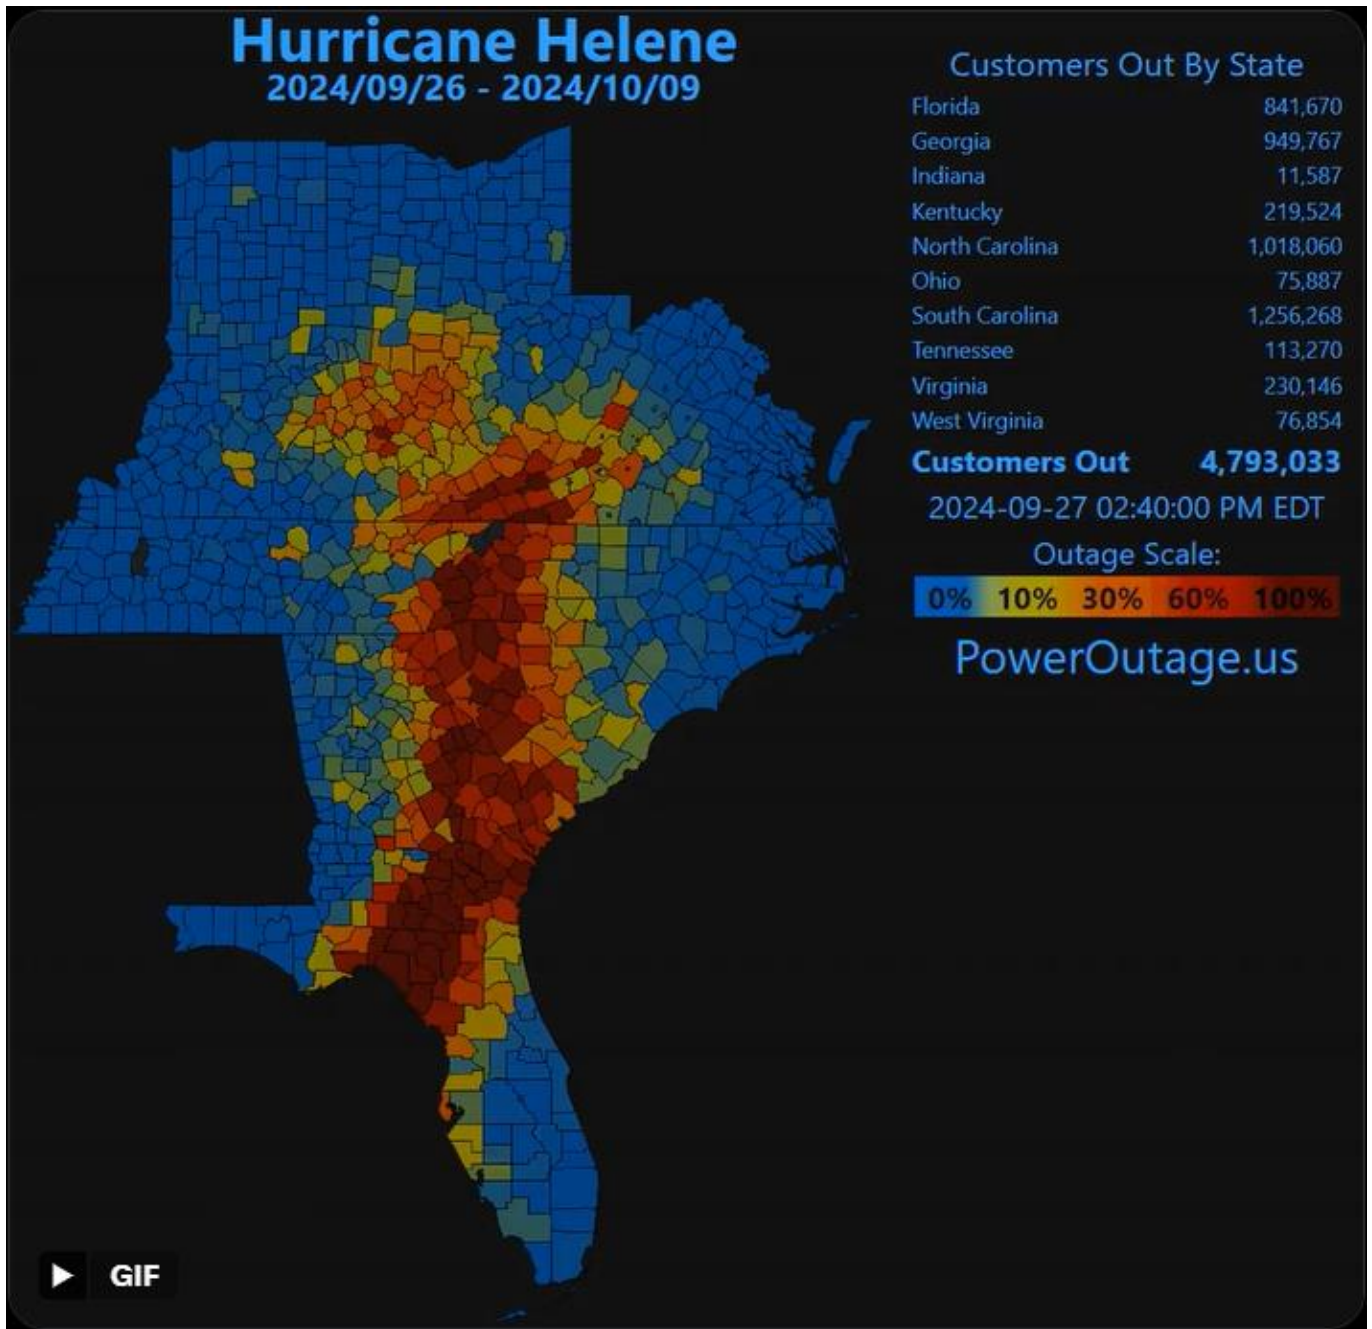 Hurricane Helene
2024/09/26 - 2024/10/09
Customers Out By State
Florida 841,670
Georgia 949,767
Indiana 11,587
Kentucky 219,524
North Carolina 1,018,060
Ohio 75,887
South Carolina 1,256,268
Tennessee 113,270
Virginia 230,146
West Virginia 76,854
Customers Out 4,793,033
2024-09-27 02:40:00 PM EDT
Outage Scale:
0% 10% 30% 60% 100%
PowerOutage.us
GIF